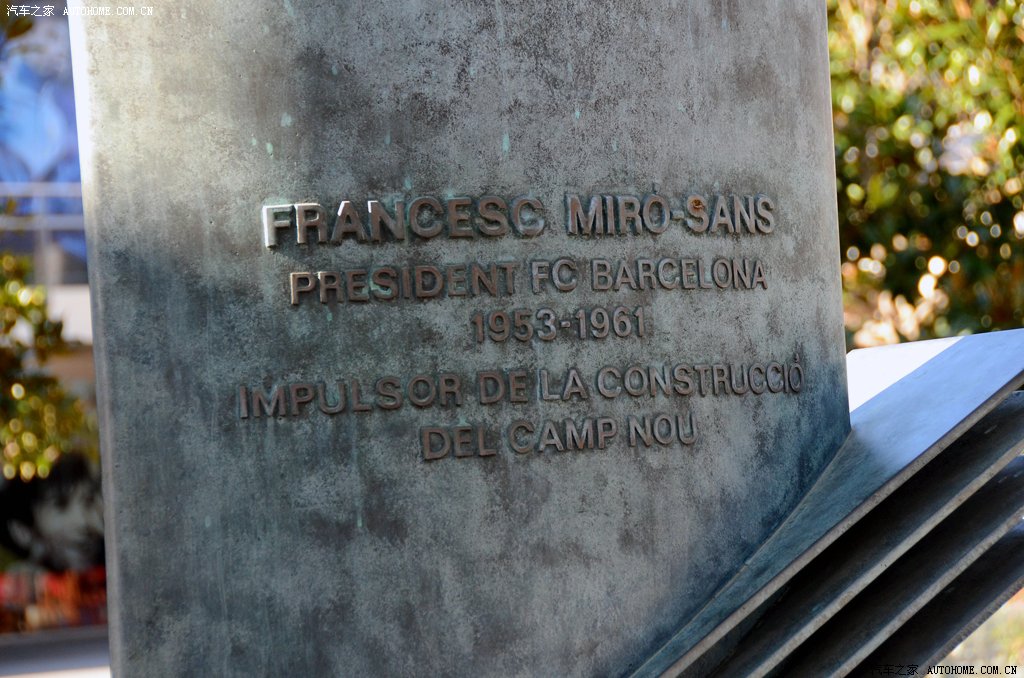 汽车之家 AUTOHOME.COM.CN
FRANCESC MIRÓ-SANS
PRESIDENT FC BARCELONA
1953-1961
IMPULSOR DE LA CONSTRUCCIÓ
DEL CAMP NOU
汽车之家 AUTOHOME.COM.CN